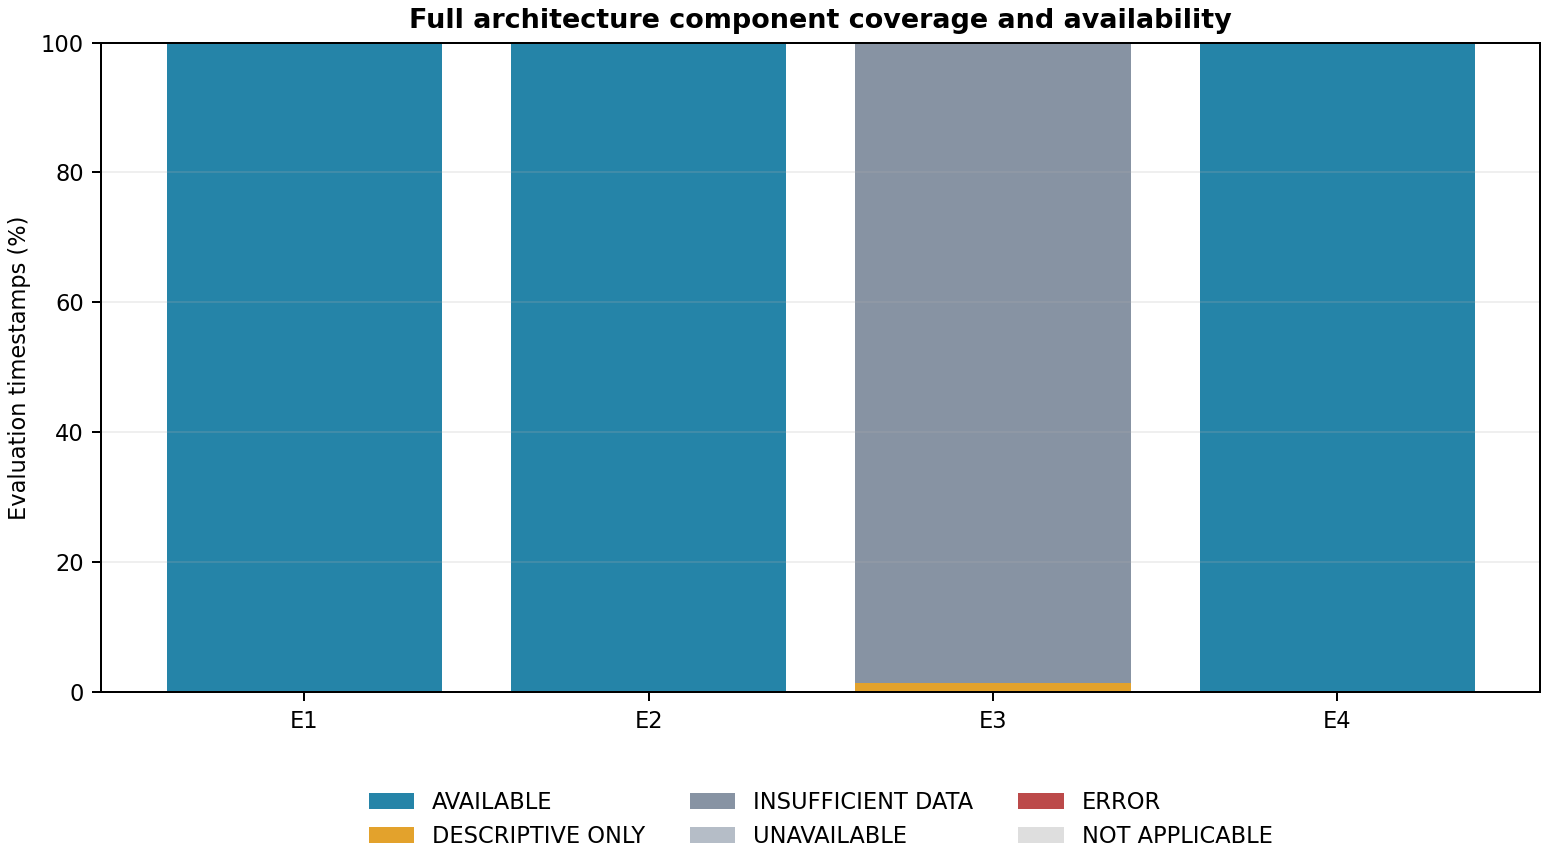 Full architecture component coverage and availability
Evaluation timestamps (%)
100
80
60
40
20
0
E1 E2 E3 E4
AVAILABLE INSUFFICIENT DATA ERROR
DESCRIPTIVE ONLY UNAVAILABLE NOT APPLICABLE